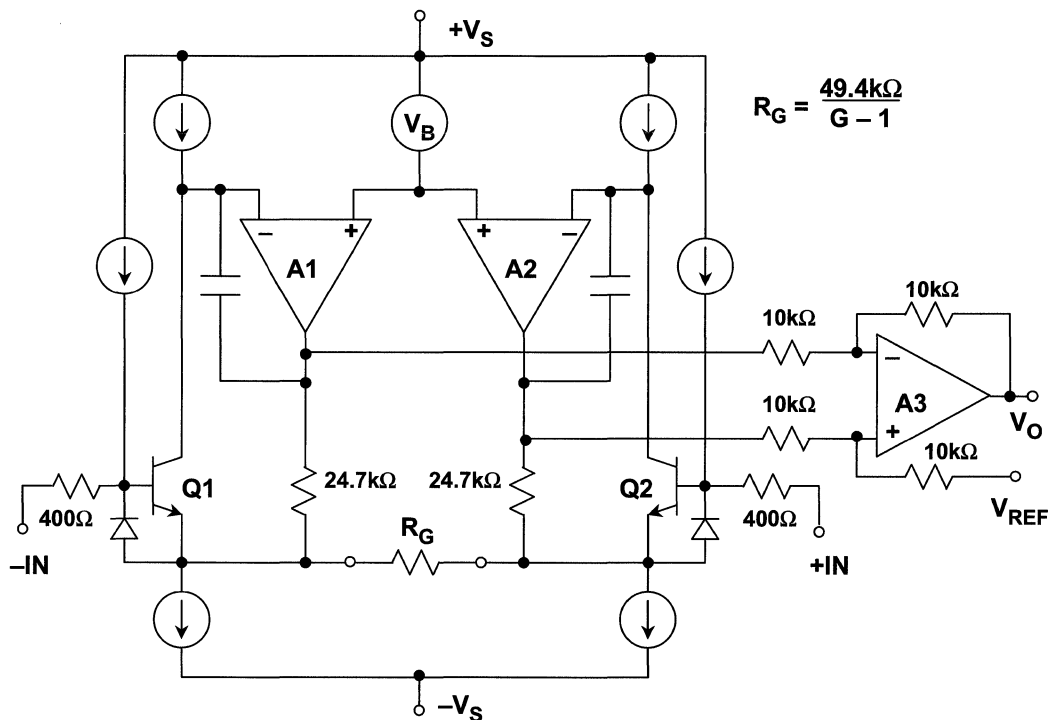 +VS
VB
RG = 49.4kΩ
G – 1
– + + –
A1 A2
10kΩ
10kΩ
–
A3
+
10kΩ
10kΩ
VO
VREF
Q1 24.7kΩ 24.7kΩ Q2
400Ω 400Ω
RG
–IN +IN
–VS